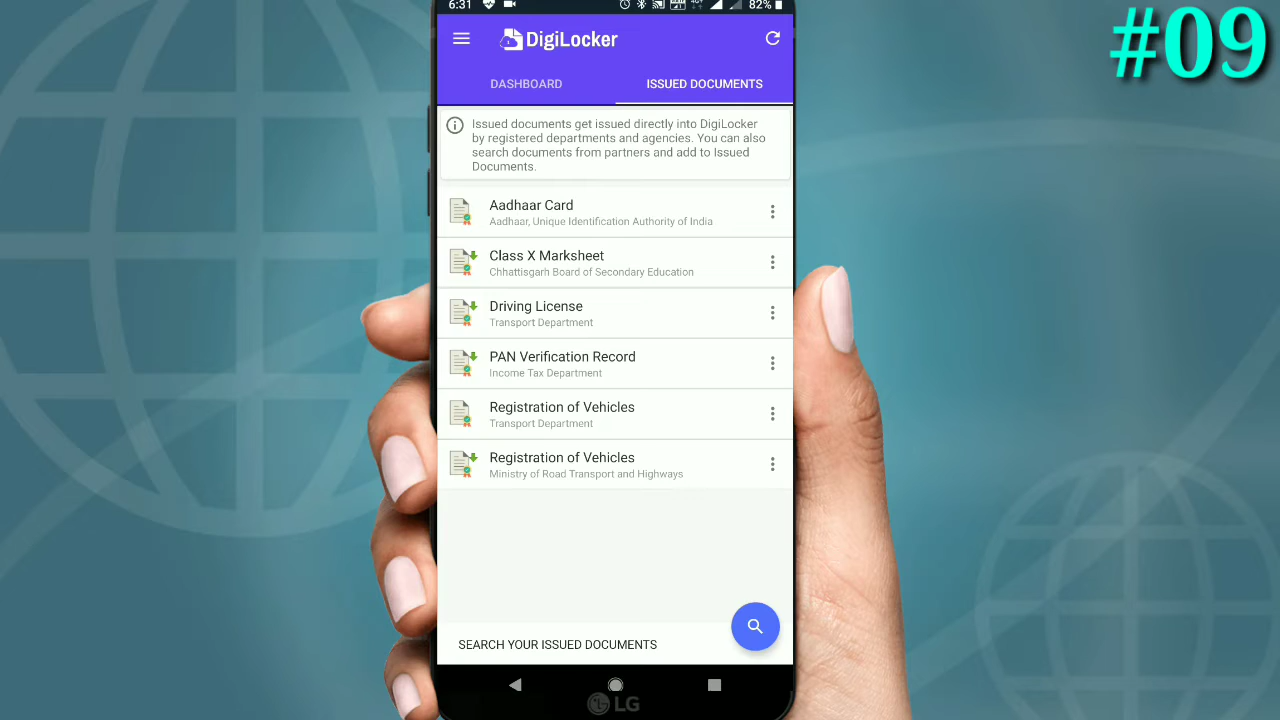 #09
6:31
82%
DigiLocker
DASHBOARD
ISSUED DOCUMENTS
Issued documents get issued directly into DigiLocker
by registered departments and agencies. You can also
search documents from partners and add to Issued
Documents.
Aadhaar Card
Aadhaar, Unique Identification Authority of India
Class X Marksheet
Chhattisgarh Board of Secondary Education
Driving License
Transport Department
PAN Verification Record
Income Tax Department
Registration of Vehicles
Transport Department
Registration of Vehicles
Ministry of Road Transport and Highways
SEARCH YOUR ISSUED DOCUMENTS
LG